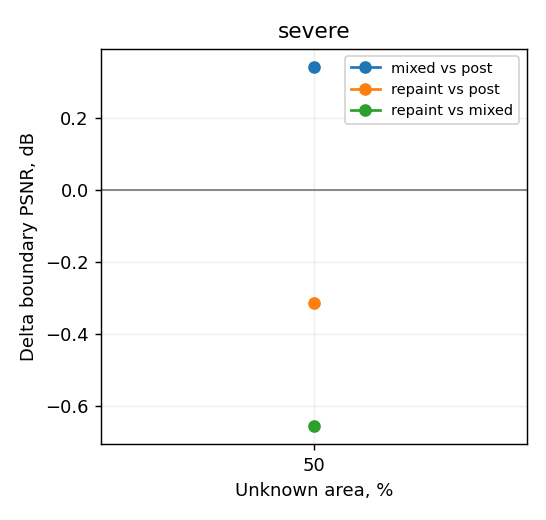 severe
mixed vs post
repaint vs post
repaint vs mixed
Delta boundary PSNR, dB
0.2
0.0
−0.2
−0.4
−0.6
50
Unknown area, %